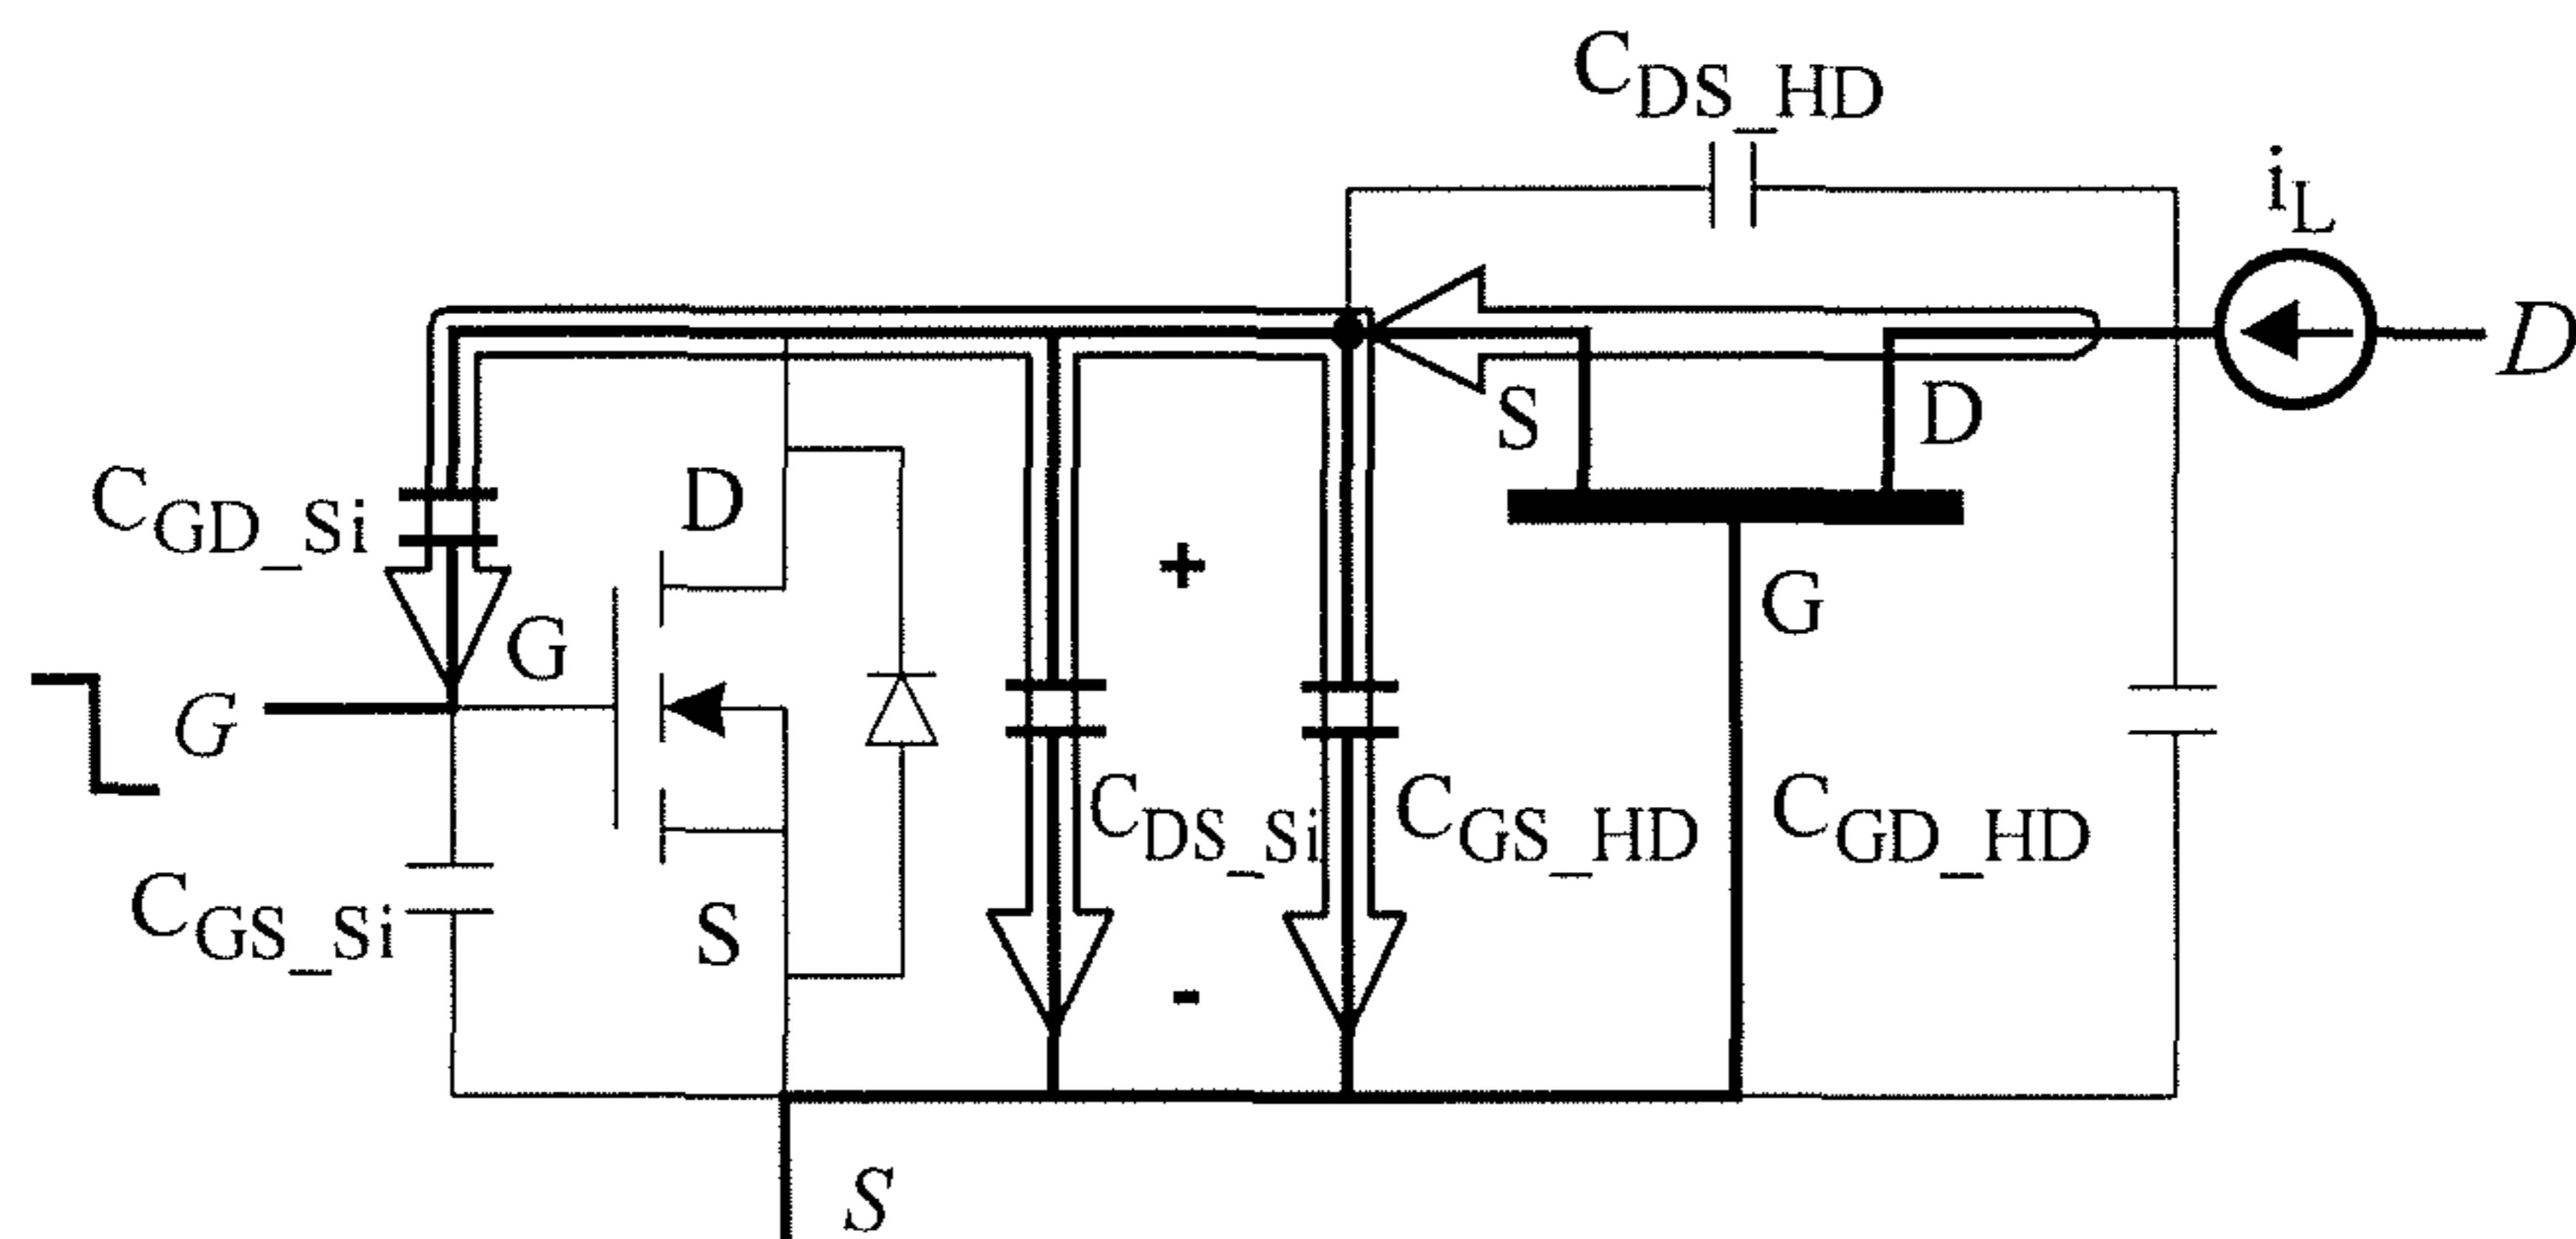 C_DS_HD
i_L
D
S
D
C_GD_Si
D
G
+
G
G
C_DS_Si
C_GS_HD
C_GD_HD
C_GS_Si
S
-
S